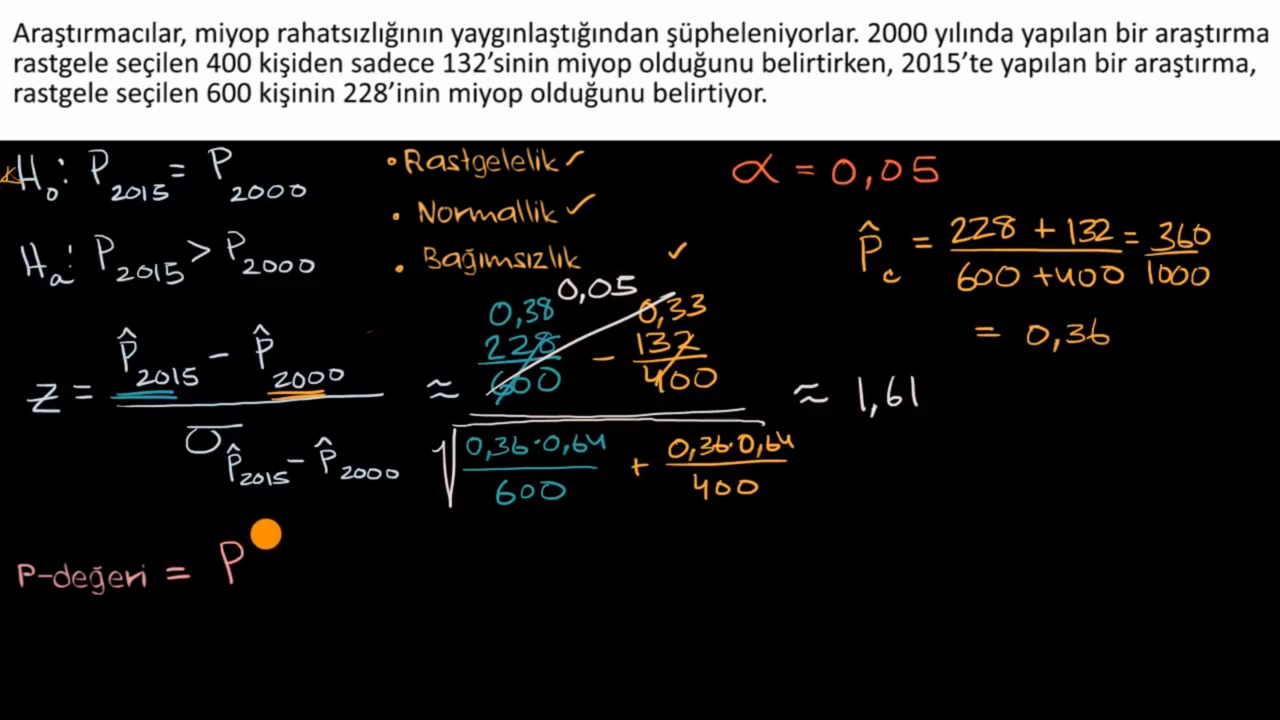 Araştırmacılar, miyop rahatsızlığının yaygınlaştığından şüpheleniyorlar. 2000 yılında yapılan bir araştırma
rastgele seçilen 400 kişiden sadece 132’sinin miyop olduğunu belirtirken, 2015’te yapılan bir araştırma,
rastgele seçilen 600 kişinin 228’inin miyop olduğunu belirtiyor.
H₀: P₂₀₁₅ = P₂₀₀₀
Hₐ: P₂₀₁₅ > P₂₀₀₀
• Rastgelelik ✓
• Normallik ✓
• Bağımsızlık ✓
α = 0,05
P̂c = (228 + 132)/(600 + 400) = 360/1000
= 0,36
0,05
0,38 0,33
z = (P̂₂₀₁₅ − P̂₂₀₀₀)/σ P̂₂₀₁₅ − P̂₂₀₀₀ ≈ (228/600 − 132/400)/√(0,36·0,64/600 + 0,36·0,64/400) ≈ 1,61
P-değeri = P